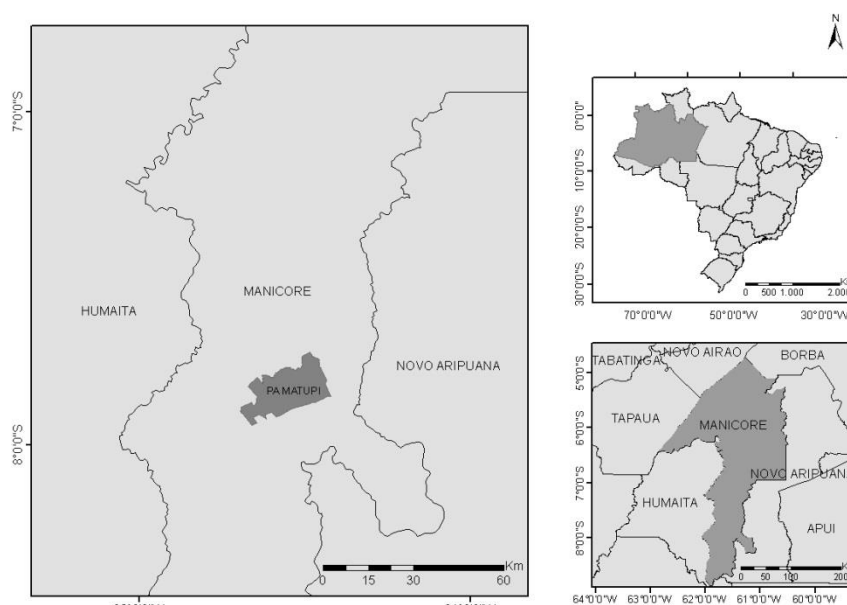 7°0'0"S
8°0'0"S
HUMAITA
MANICORE
NOVO ARIPUANA
PA MATUPI
Km
0 15 30 60
N
0°0'0"
10°0'0"S
20°0'0"S
30°0'0"S
0 500 1.000 2.000
70°0'0"W 50°0'0"W 30°0'0"W
5°0'0"S
6°0'0"S
7°0'0"S
8°0'0"S
TABATINGA
NOVO AIRAO
BORBA
TAPAUA
MANICORE
NOVO ARIPUANA
HUMAITA
APUI
0 50 100 200
64°0'0"W 63°0'0"W 62°0'0"W 61°0'0"W 60°0'0"W